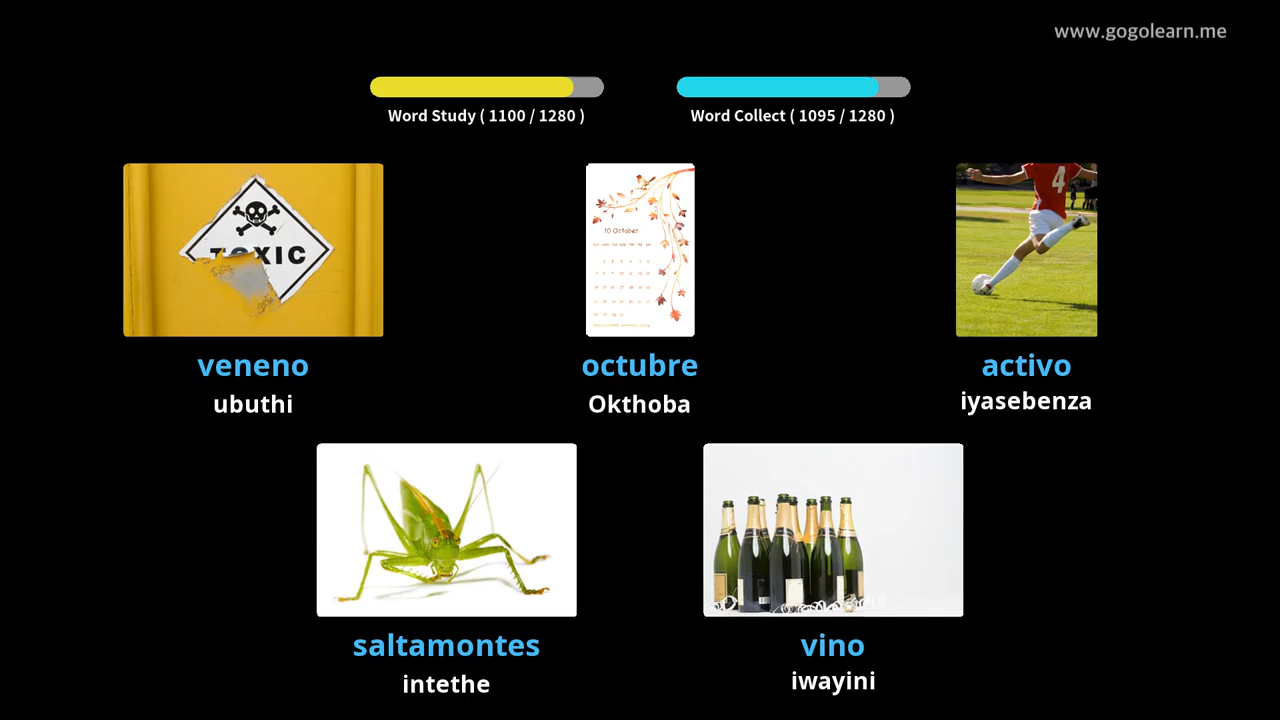 www.gogolearn.me
Word Study ( 1100 / 1280 )
Word Collect ( 1095 / 1280 )
TOXIC
10 October
4
veneno
octubre
activo
ubuthi
Okthoba
iyasebenza
saltamontes
vino
intethe
iwayini